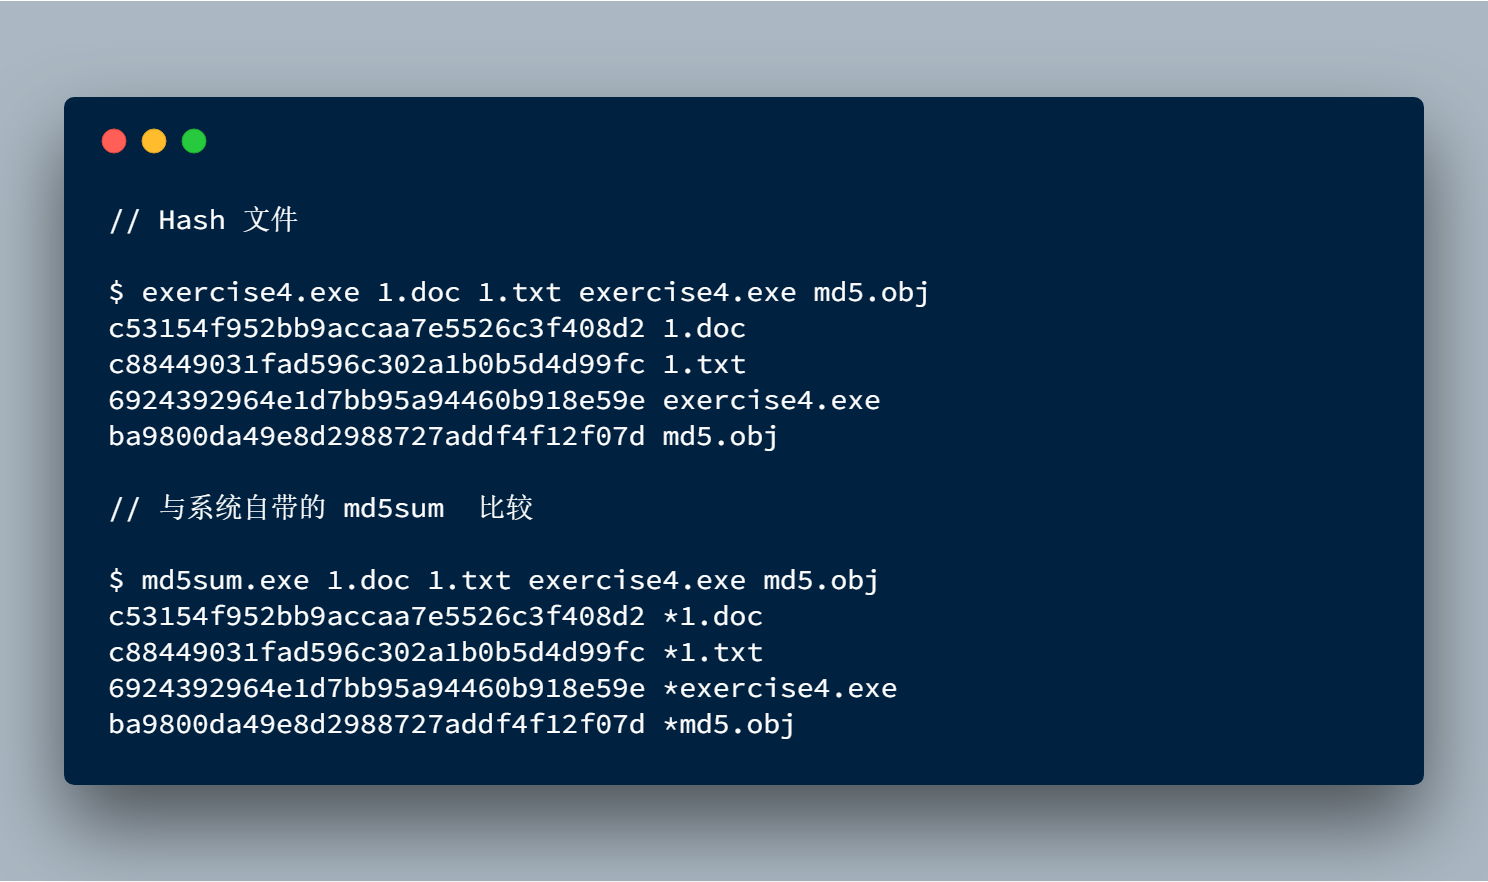 // Hash 文件
$ exercise4.exe 1.doc 1.txt exercise4.exe md5.obj
c53154f952bb9accaa7e5526c3f408d2 1.doc
c88449031fad596c302a1b0b5d4d99fc 1.txt
6924392964e1d7bb95a94460b918e59e exercise4.exe
ba9800da49e8d2988727addf4f12f07d md5.obj
// 与系统自带的 md5sum  比较
$ md5sum.exe 1.doc 1.txt exercise4.exe md5.obj
c53154f952bb9accaa7e5526c3f408d2 *1.doc
c88449031fad596c302a1b0b5d4d99fc *1.txt
6924392964e1d7bb95a94460b918e59e *exercise4.exe
ba9800da49e8d2988727addf4f12f07d *md5.obj